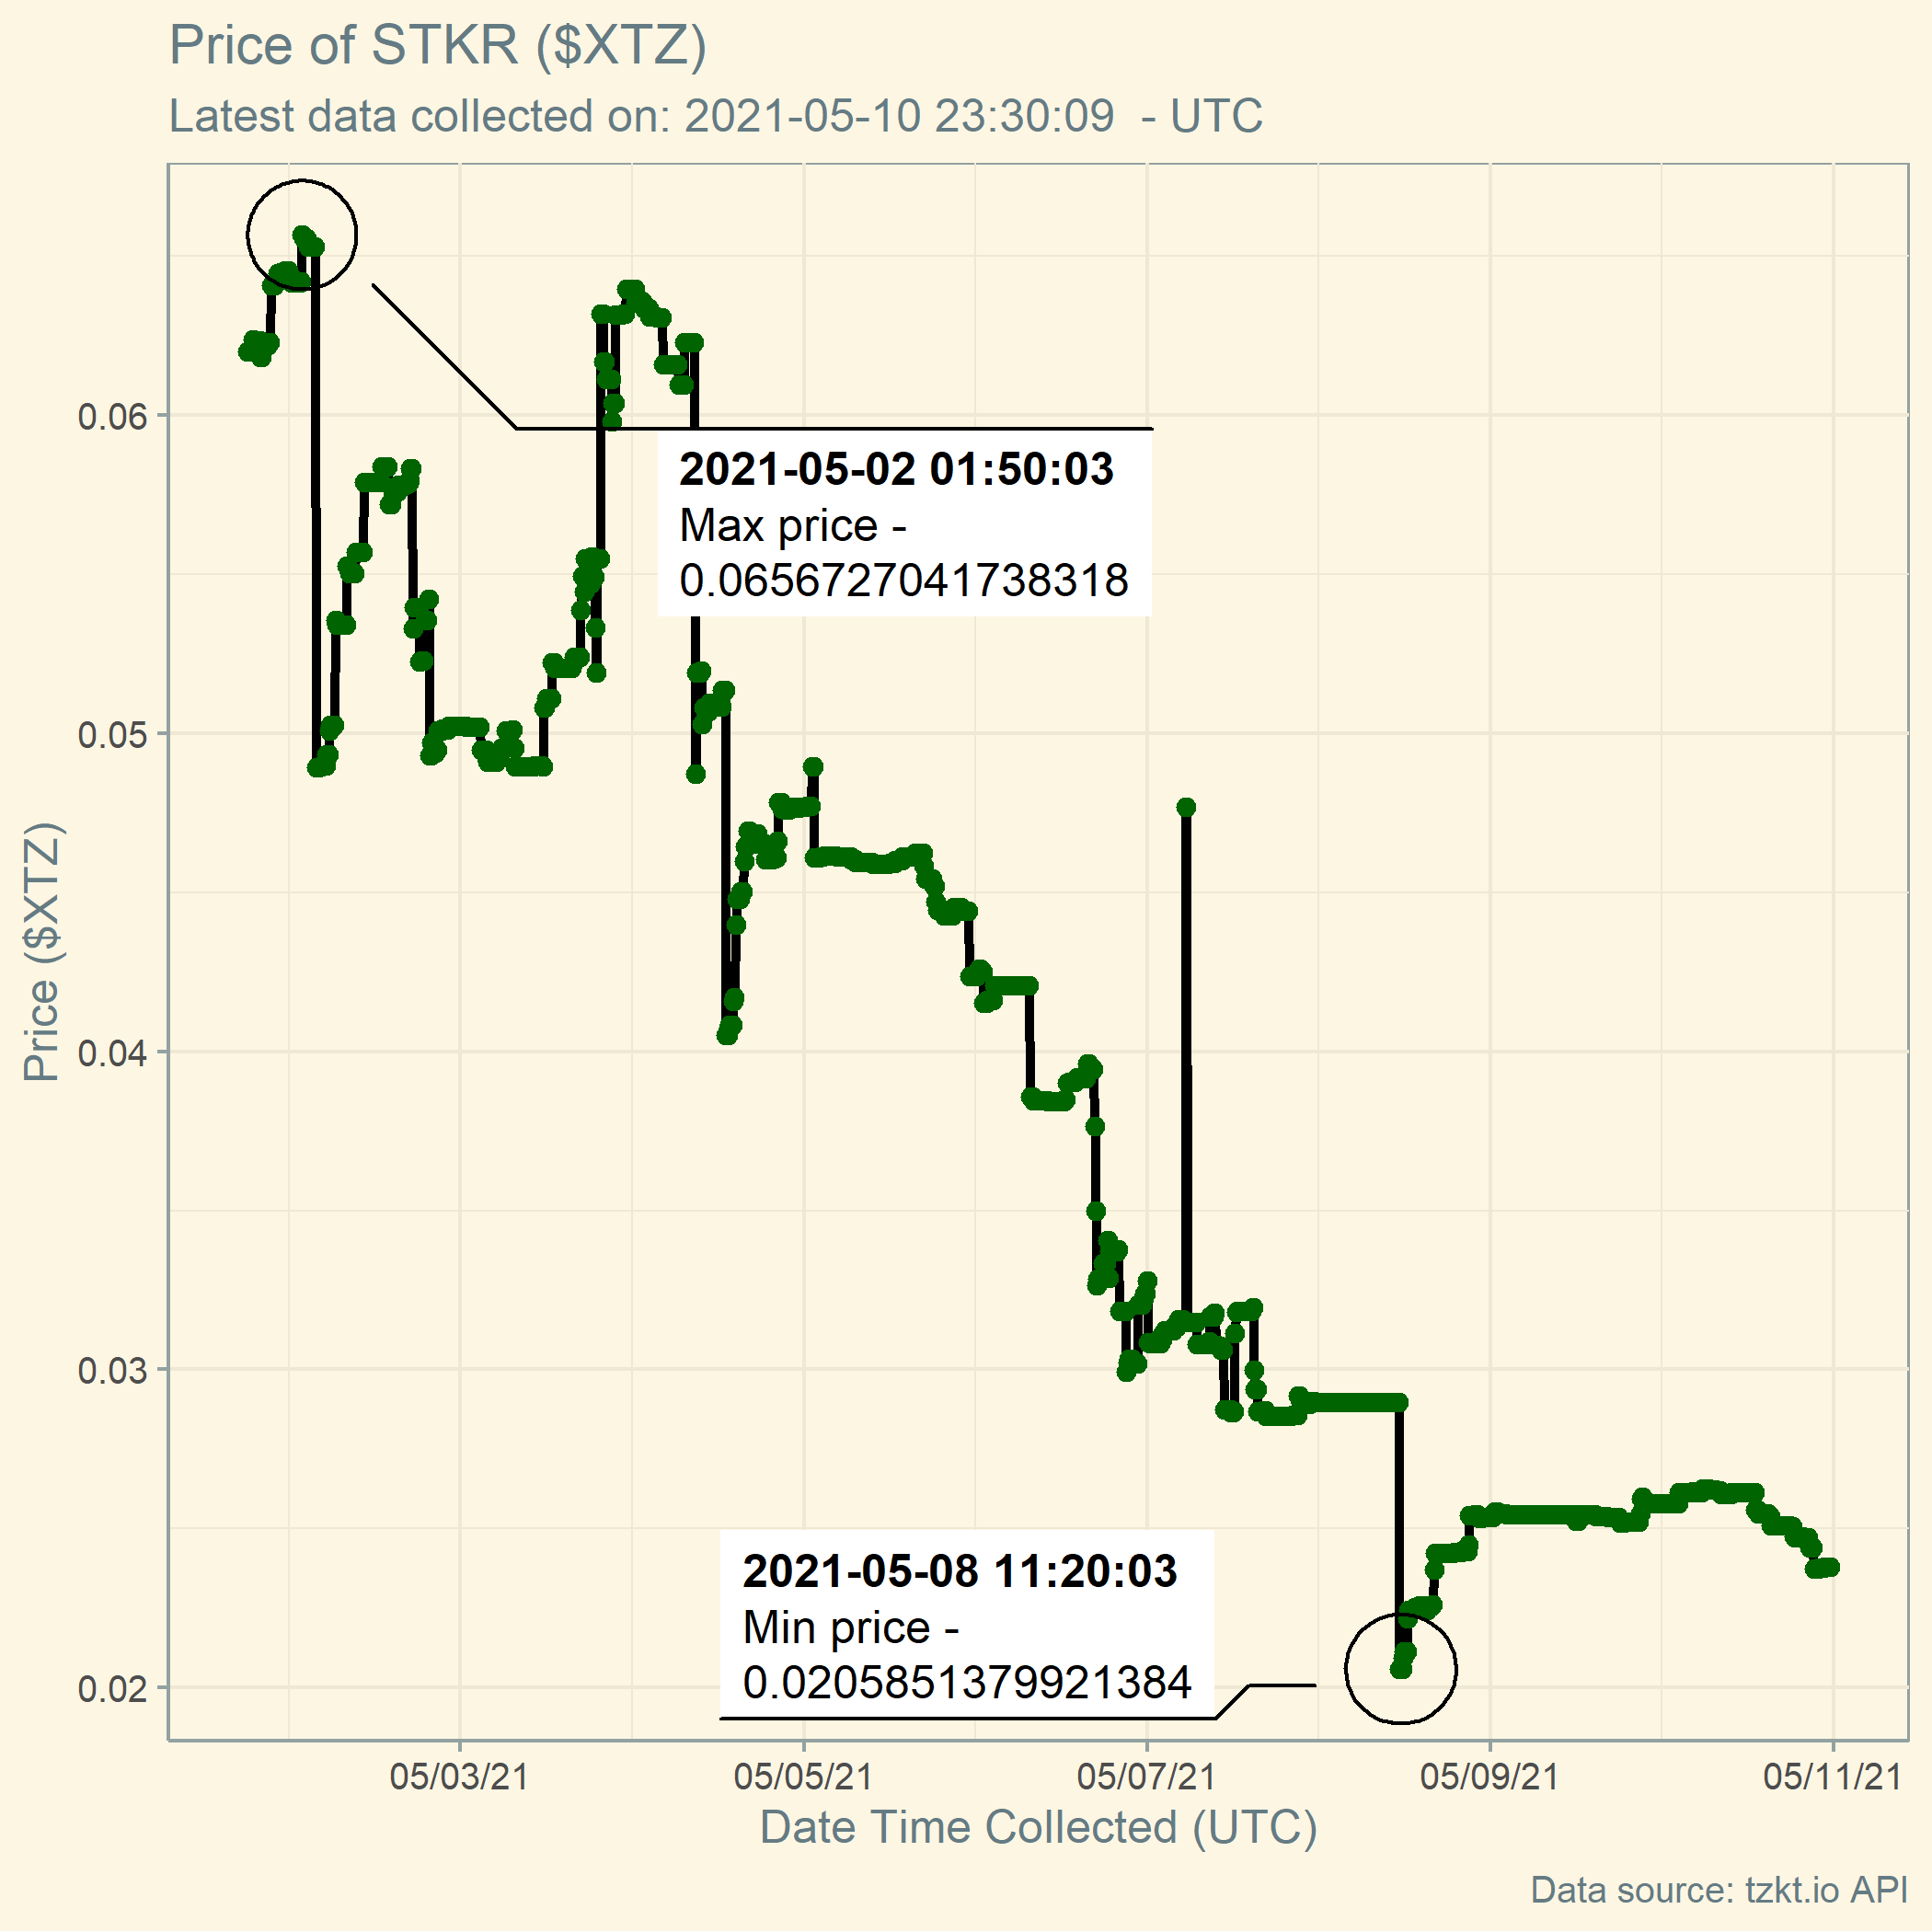 Price of STKR ($XTZ)
Latest data collected on: 2021-05-10 23:30:09  - UTC
Price ($XTZ)
0.06
0.05
0.04
0.03
0.02
2021-05-02 01:50:03
Max price -
0.0656727041738318
2021-05-08 11:20:03
Min price -
0.0205851379921384
05/03/21
05/05/21
05/07/21
05/09/21
05/11/21
Date Time Collected (UTC)
Data source: tzkt.io API